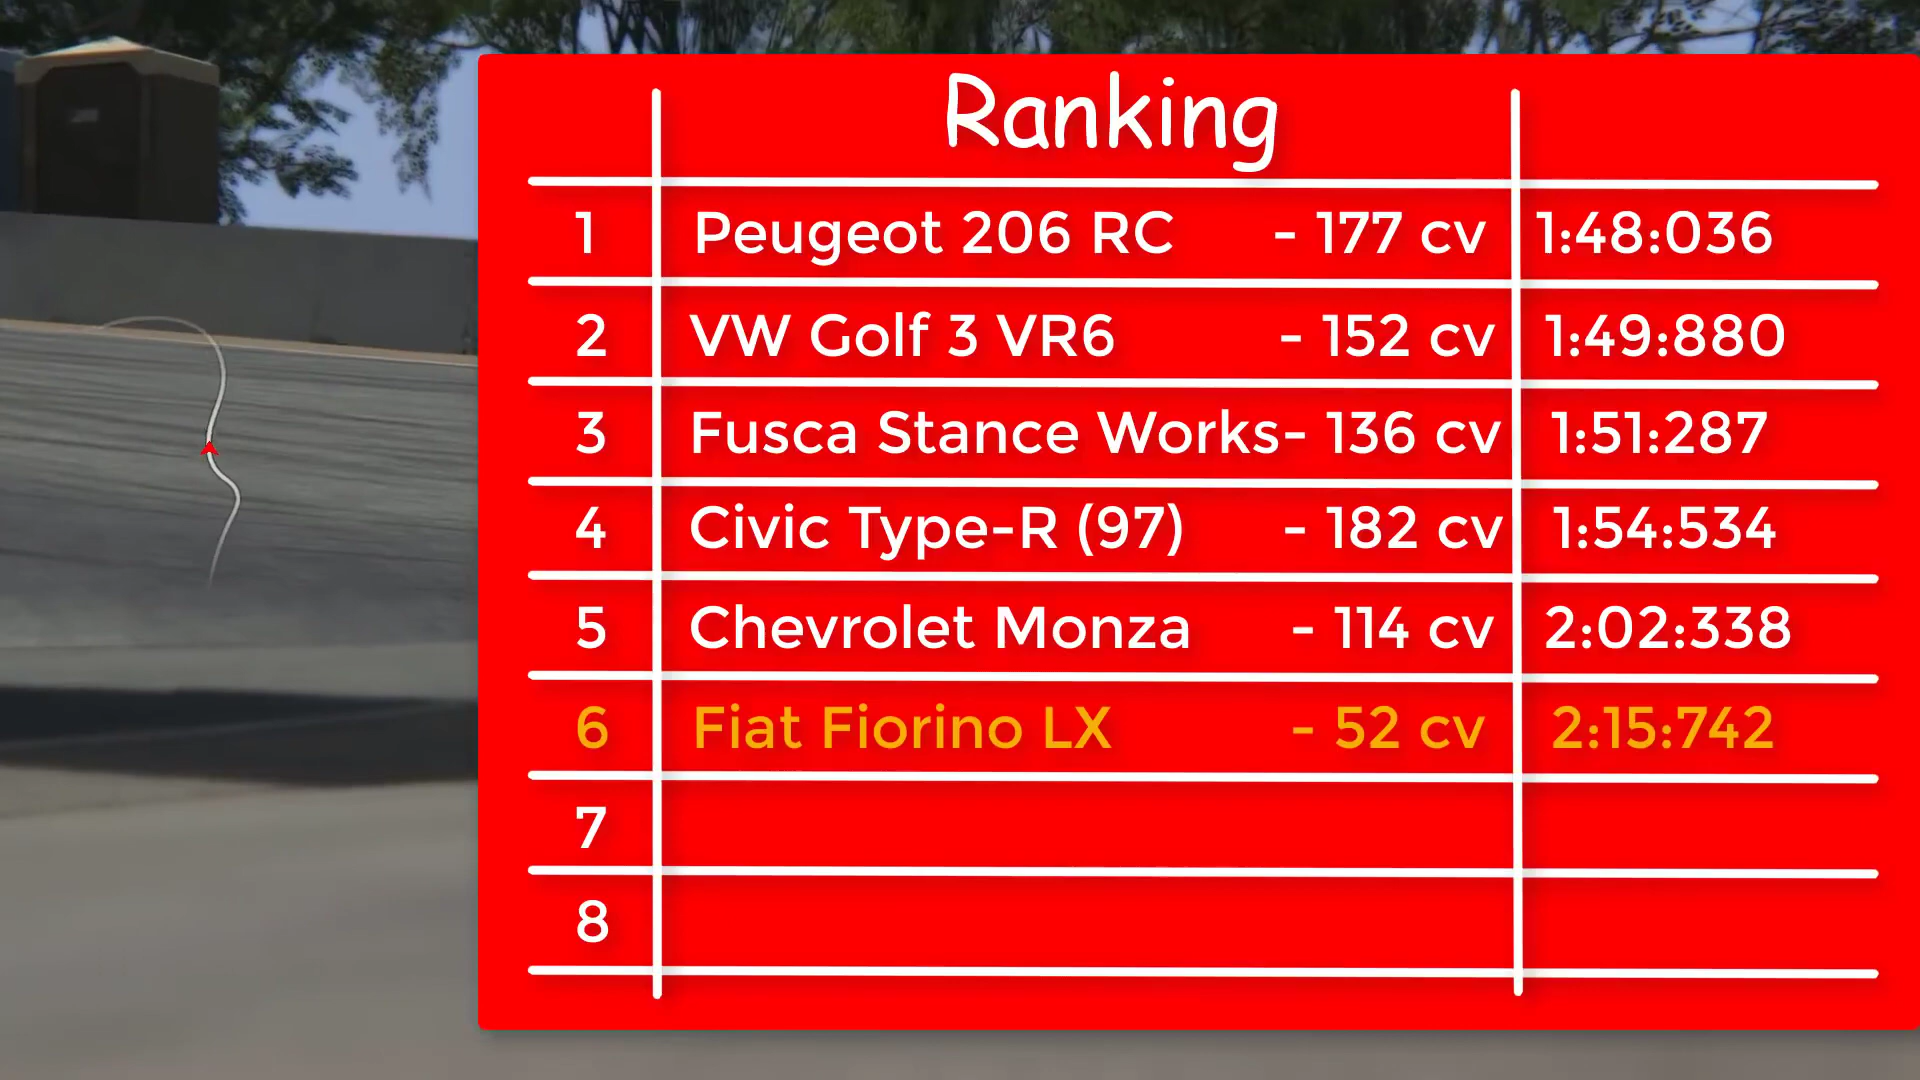 Ranking
1 Peugeot 206 RC - 177 cv 1:48:036
2 VW Golf 3 VR6 - 152 cv 1:49:880
3 Fusca Stance Works- 136 cv 1:51:287
4 Civic Type-R (97) - 182 cv 1:54:534
5 Chevrolet Monza - 114 cv 2:02:338
6 Fiat Fiorino LX - 52 cv 2:15:742
7
8